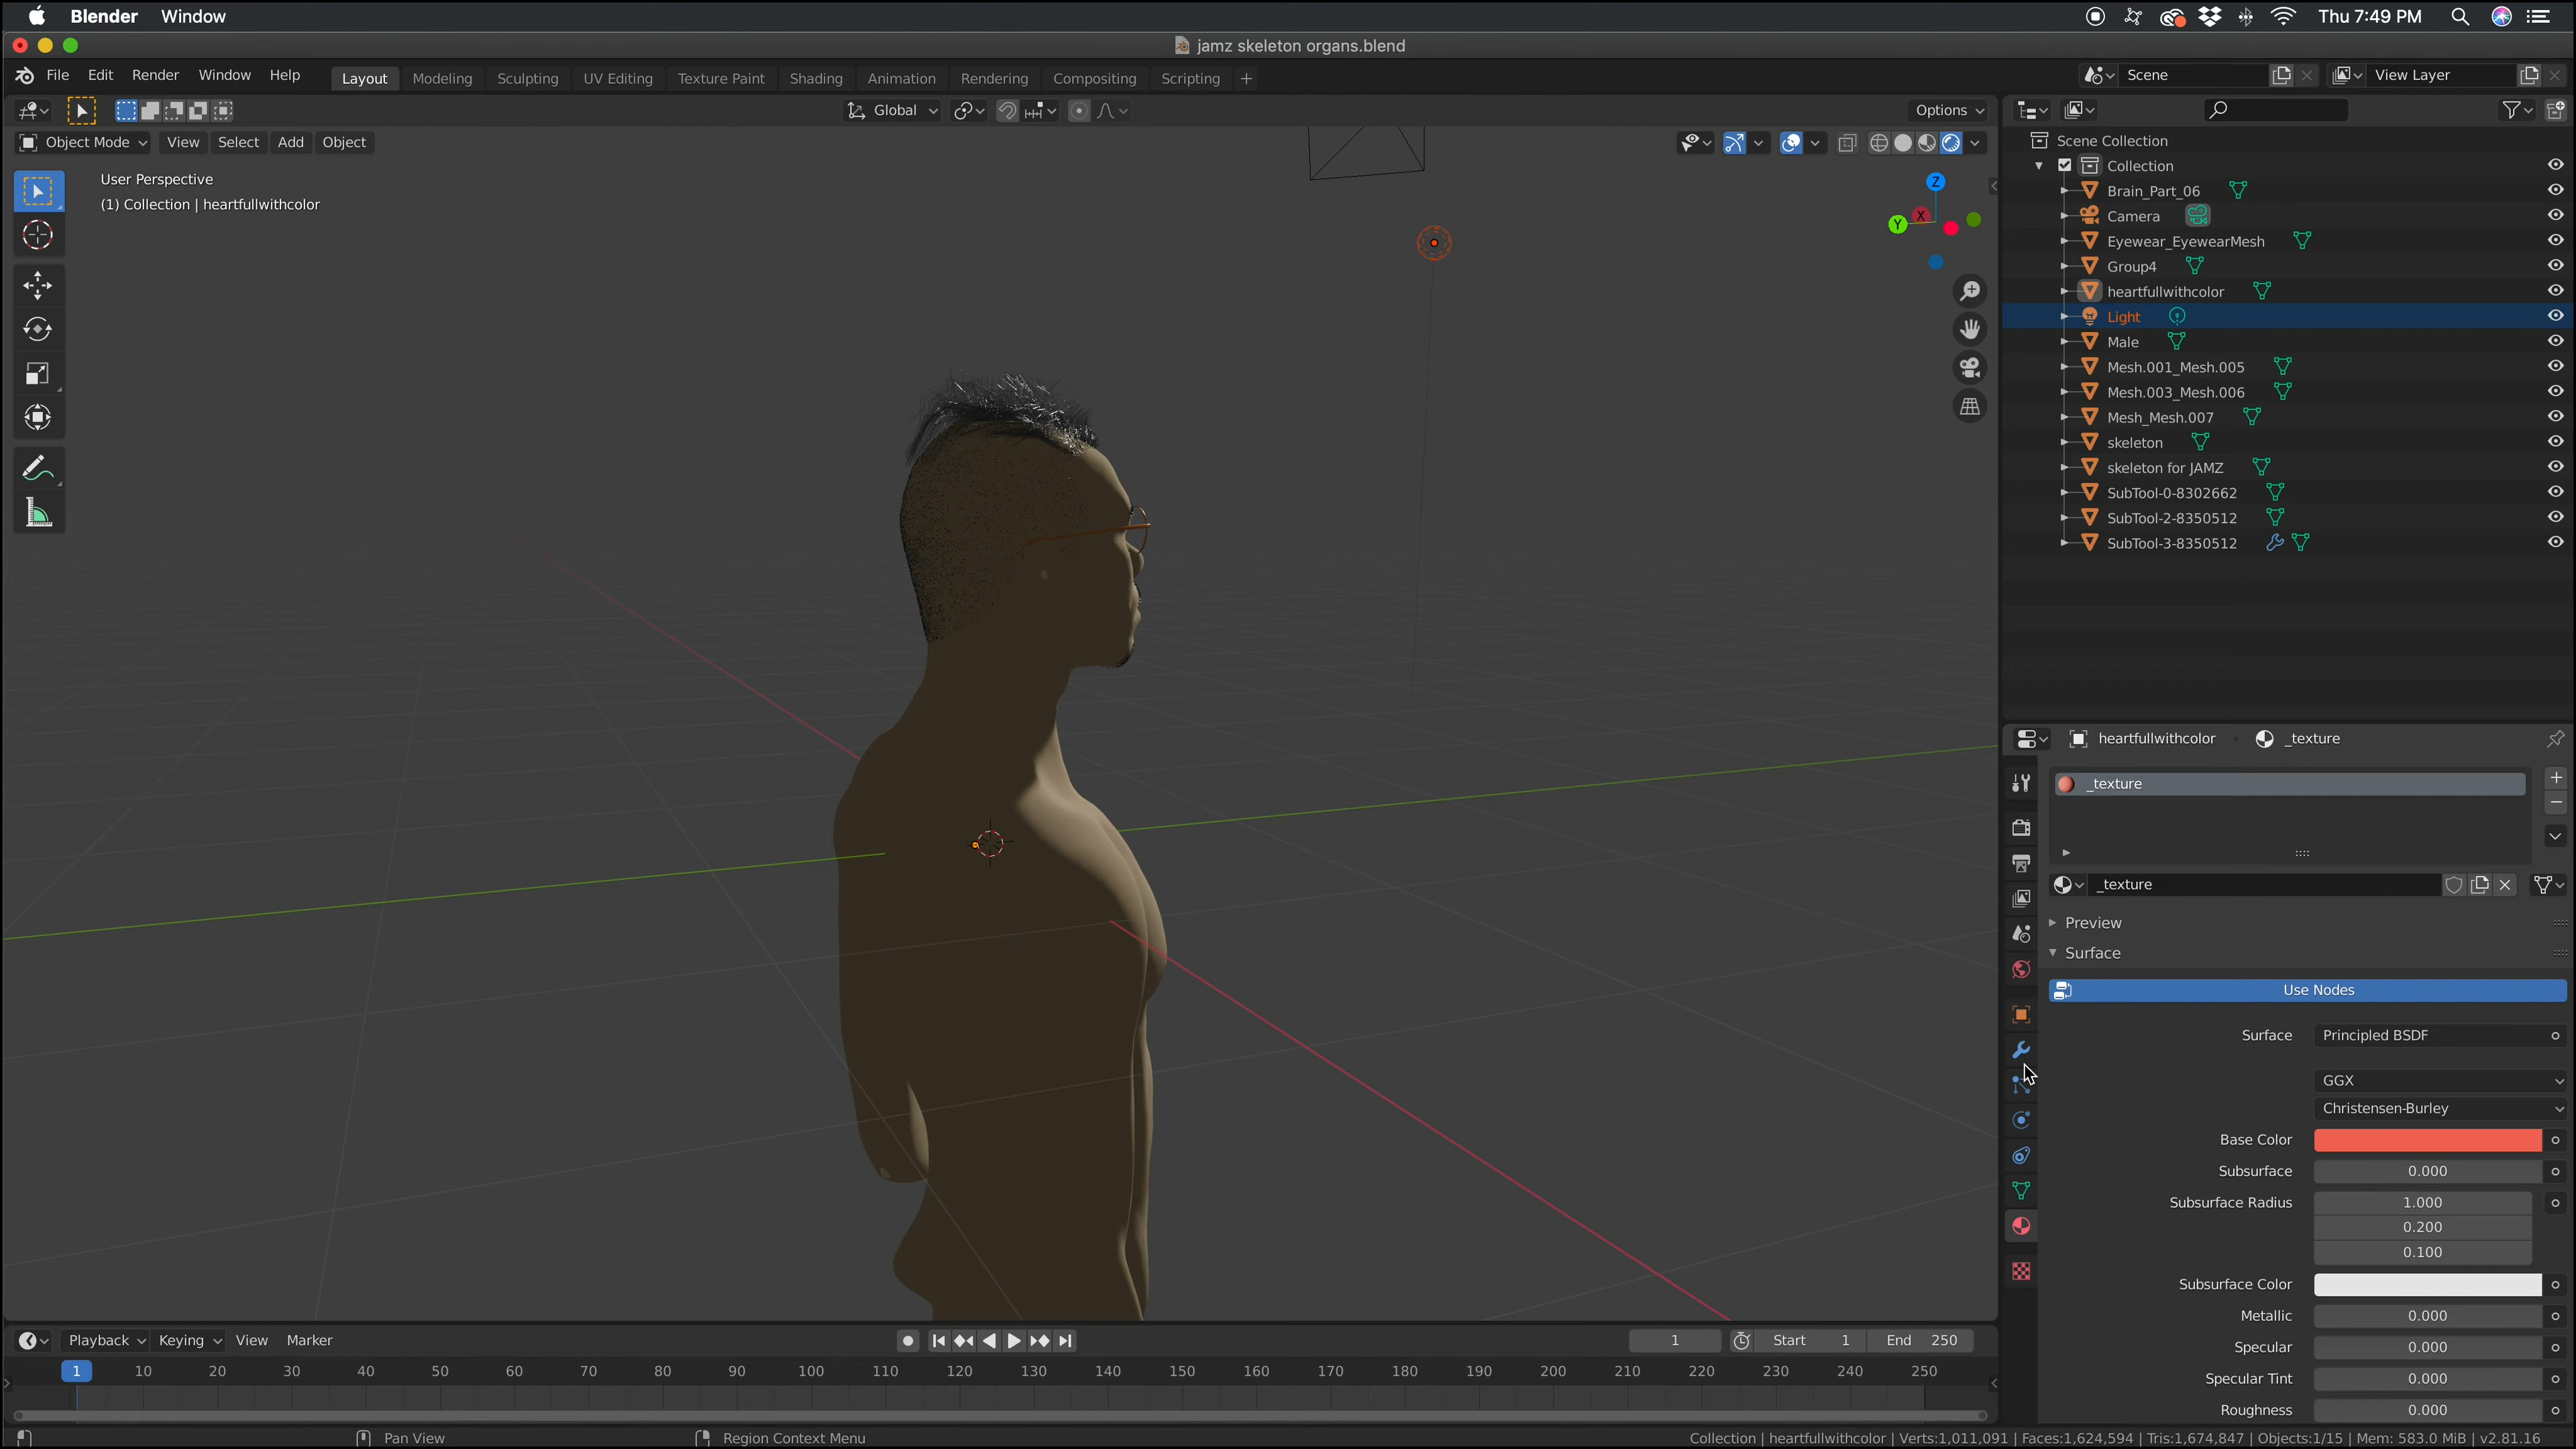 Blender Window Thu 7:49 PM
jamz skeleton organs.blend
File Edit Render Window Help Layout Modeling Sculpting UV Editing Texture Paint Shading Animation Rendering Compositing Scripting + Scene View Layer
Global Options
Object Mode View Select Add Object
User Perspective
(1) Collection | heartfullwithcolor
Z
X
Y
Scene Collection
Collection
Brain_Part_06
Camera
Eyewear_EyewearMesh
Group4
heartfullwithcolor
Light
Male
Mesh.001_Mesh.005
Mesh.003_Mesh.006
Mesh_Mesh.007
skeleton
skeleton for JAMZ
SubTool-0-8302662
SubTool-2-8350512
SubTool-3-8350512
heartfullwithcolor _texture
_texture
_texture
Preview
Surface
Use Nodes
Surface Principled BSDF
GGX
Christensen-Burley
Base Color
Subsurface 0.000
Subsurface Radius 1.000
0.200
0.100
Subsurface Color
Metallic 0.000
Specular 0.000
Specular Tint 0.000
Roughness 0.000
Playback Keying View Marker 1 Start 1 End 250
1 10 20 30 40 50 60 70 80 90 100 110 120 130 140 150 160 170 180 190 200 210 220 230 240 250
Pan View Region Context Menu Collection | heartfullwithcolor | Verts:1,011,091 | Faces:1,624,594 | Tris:1,674,847 | Objects:1/15 | Mem: 583.0 MiB | v2.81.16